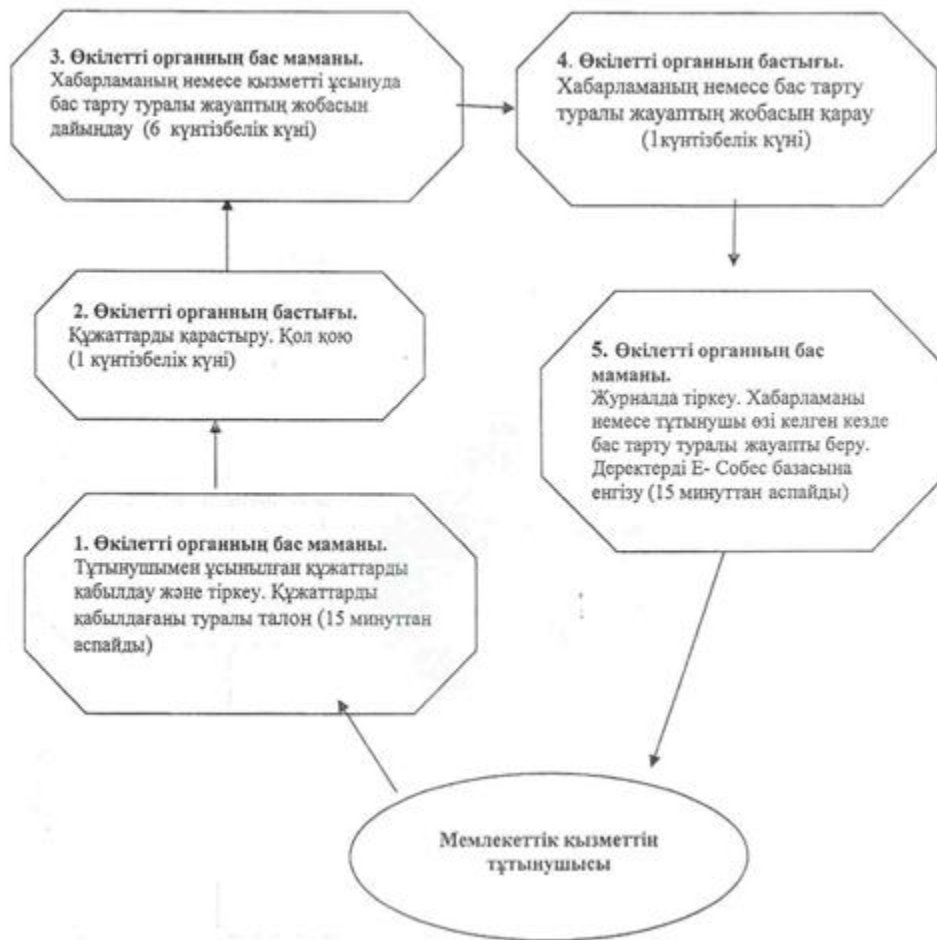 3. Өкілетті органның бас маманы.
Хабарламаның немесе қызметті ұсынуда
бас тарту туралы жауаптың жобасын
дайындау (6 күнтізбелік күні)
4. Өкілетті органның бастығы.
Хабарламаның немесе бас тарту
туралы жауаптың жобасын қарау
(1күнтізбелік күні)
2. Өкілетті органның бастығы.
Құжаттарды қарастыру. Қол қою
(1 күнтізбелік күні)
5. Өкілетті органның бас
маманы.
Журналда тіркеу. Хабарламаны
немесе тұтынушы өзі келген кезде
бас тарту туралы жауапты беру.
Деректерді Е- Собес базасына
енгізу (15 минуттан аспайды)
1. Өкілетті органның бас маманы.
Тұтынушымен ұсынылған құжаттарды
қабылдау және тіркеу. Құжаттарды
қабылдағаны туралы талон (15 минуттан
аспайды)
Мемлекеттік қызметтің
тұтынушысы